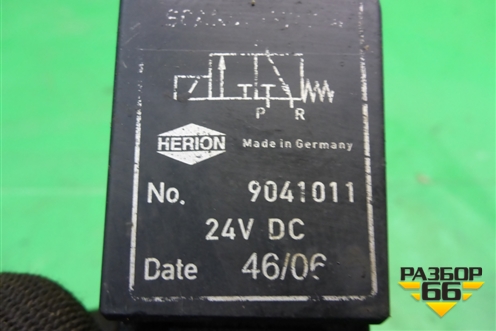 P R
HERION Made in Germany
No. 9041011
24V DC
Date 46/06
РАЗБОР
66